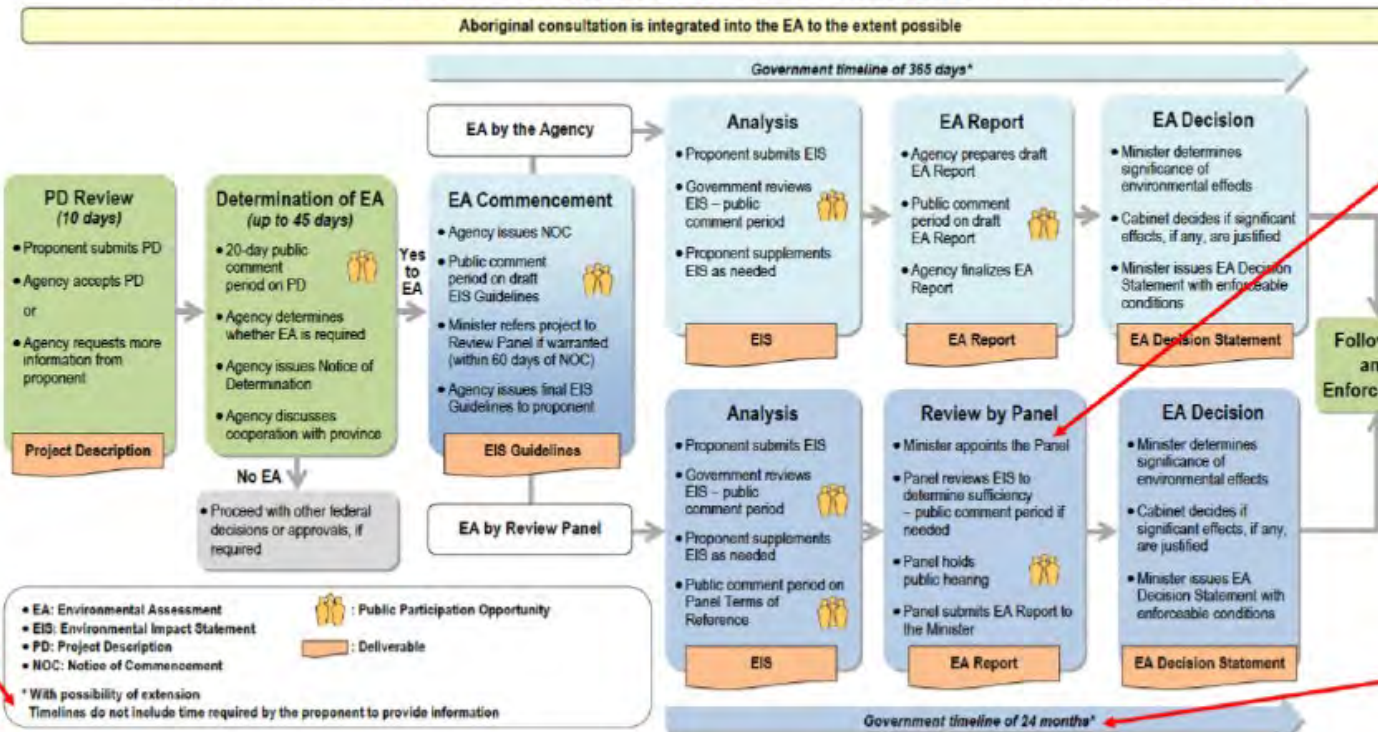 Aboriginal consultation is integrated into the EA to the extent possible
Government timeline of 365 days*
PD Review
(10 days)
• Proponent submits PD
• Agency accepts PD
or
• Agency requests more
information from
proponent
Project Description
Determination of EA
(up to 45 days)
• 20-day public
comment
period on PD
• Agency determines
whether EA is required
• Agency issues Notice of
Determination
• Agency discusses
cooperation with province
No EA
• Proceed with other federal
decisions or approvals, if
required
Yes
to
EA
EA by the Agency
EA Commencement
• Agency issues NOC
• Public comment
period on draft
EIS Guidelines
• Minister refers project to
Review Panel if warranted
(within 60 days of NOC)
• Agency issues final EIS
Guidelines to proponent
EIS Guidelines
EA by Review Panel
Analysis
• Proponent submits EIS
• Government reviews
EIS – public
comment period
• Proponent supplements
EIS as needed
EIS
EA Report
• Agency prepares draft
EA Report
• Public comment
period on draft
EA Report
• Agency finalizes EA
Report
EA Report
EA Decision
• Minister determines
significance of
environmental effects
• Cabinet decides if significant
effects, if any, are justified
• Minister issues EA Decision
Statement with enforceable
conditions
EA Decision Statement
Analysis
• Proponent submits EIS
• Government reviews
EIS – public
comment period
• Proponent supplements
EIS as needed
• Public comment period on
Panel Terms of
Reference
EIS
Review by Panel
• Minister appoints the Panel
• Panel reviews EIS to
determine sufficiency
– public comment period if
needed
• Panel holds
public hearing
• Panel submits EA Report to
the Minister
EA Report
EA Decision
• Minister determines
significance of
environmental effects
• Cabinet decides if
significant effects, if any,
are justified
• Minister issues EA
Decision Statement with
enforceable conditions
EA Decision Statement
Follow
an
Enforc
• EA: Environmental Assessment
• EIS: Environmental Impact Statement
• PD: Project Description
• NOC: Notice of Commencement
: Public Participation Opportunity
: Deliverable
* With possibility of extension
Timelines do not include time required by the proponent to provide information
Government timeline of 24 months*